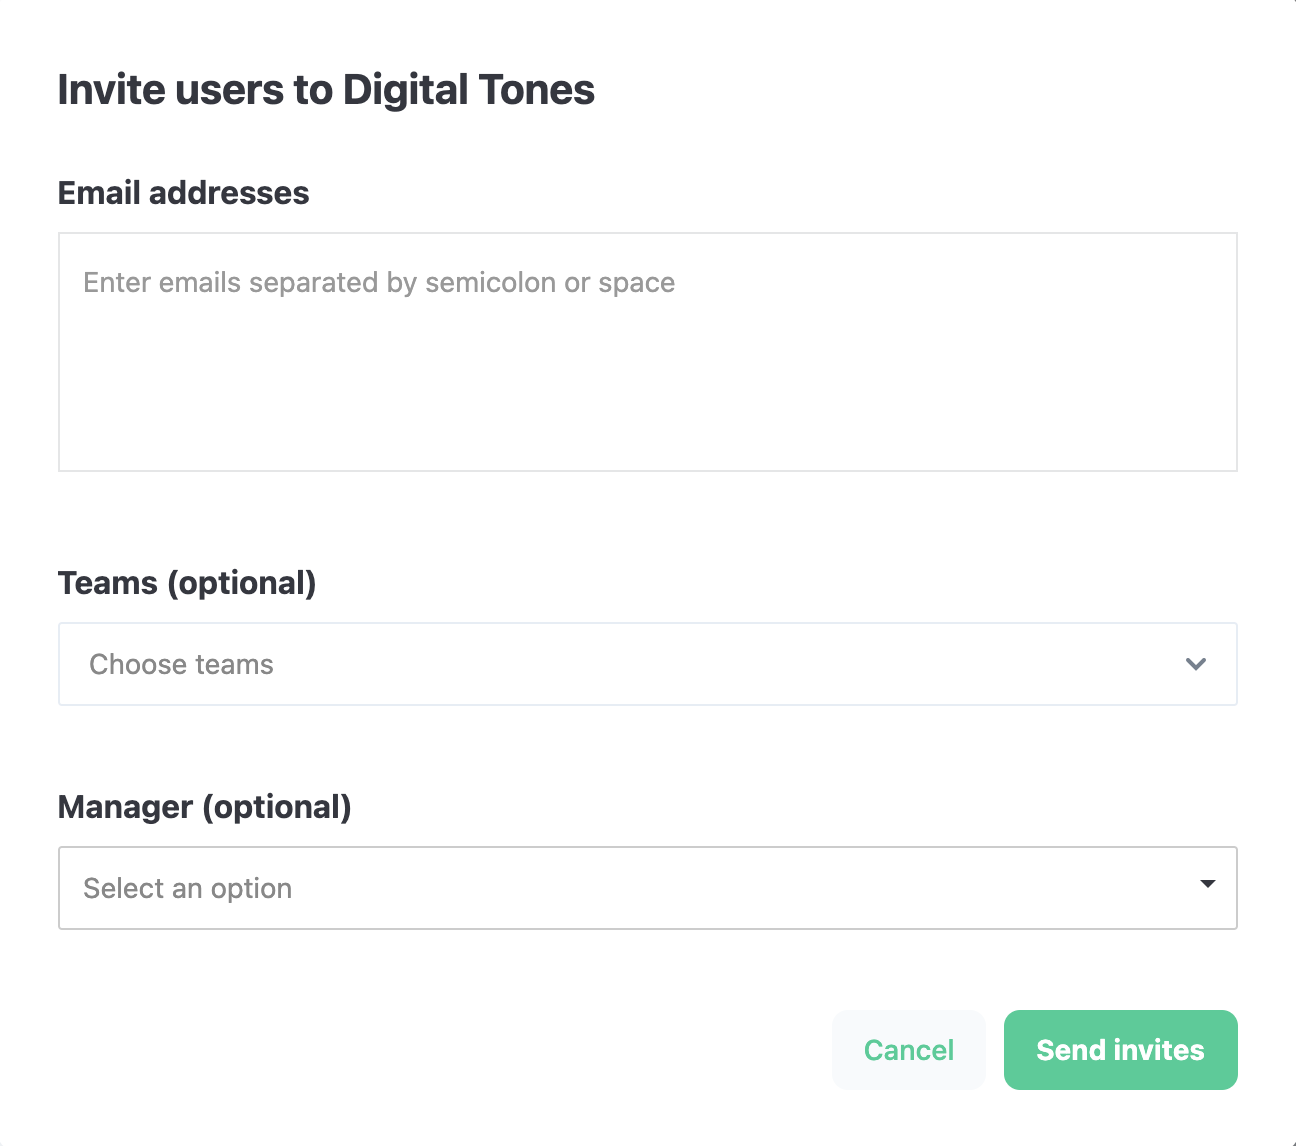 Invite users to Digital Tones
Email addresses
Enter emails separated by semicolon or space
Teams (optional)
Choose teams
Manager (optional)
Select an option
Cancel
Send invites